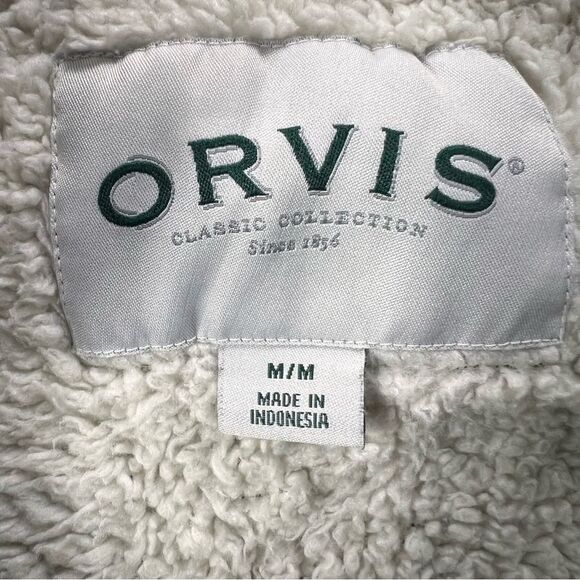 ORVIS®
CLASSIC COLLECTION
Since 1856
M/M
MADE IN
INDONESIA